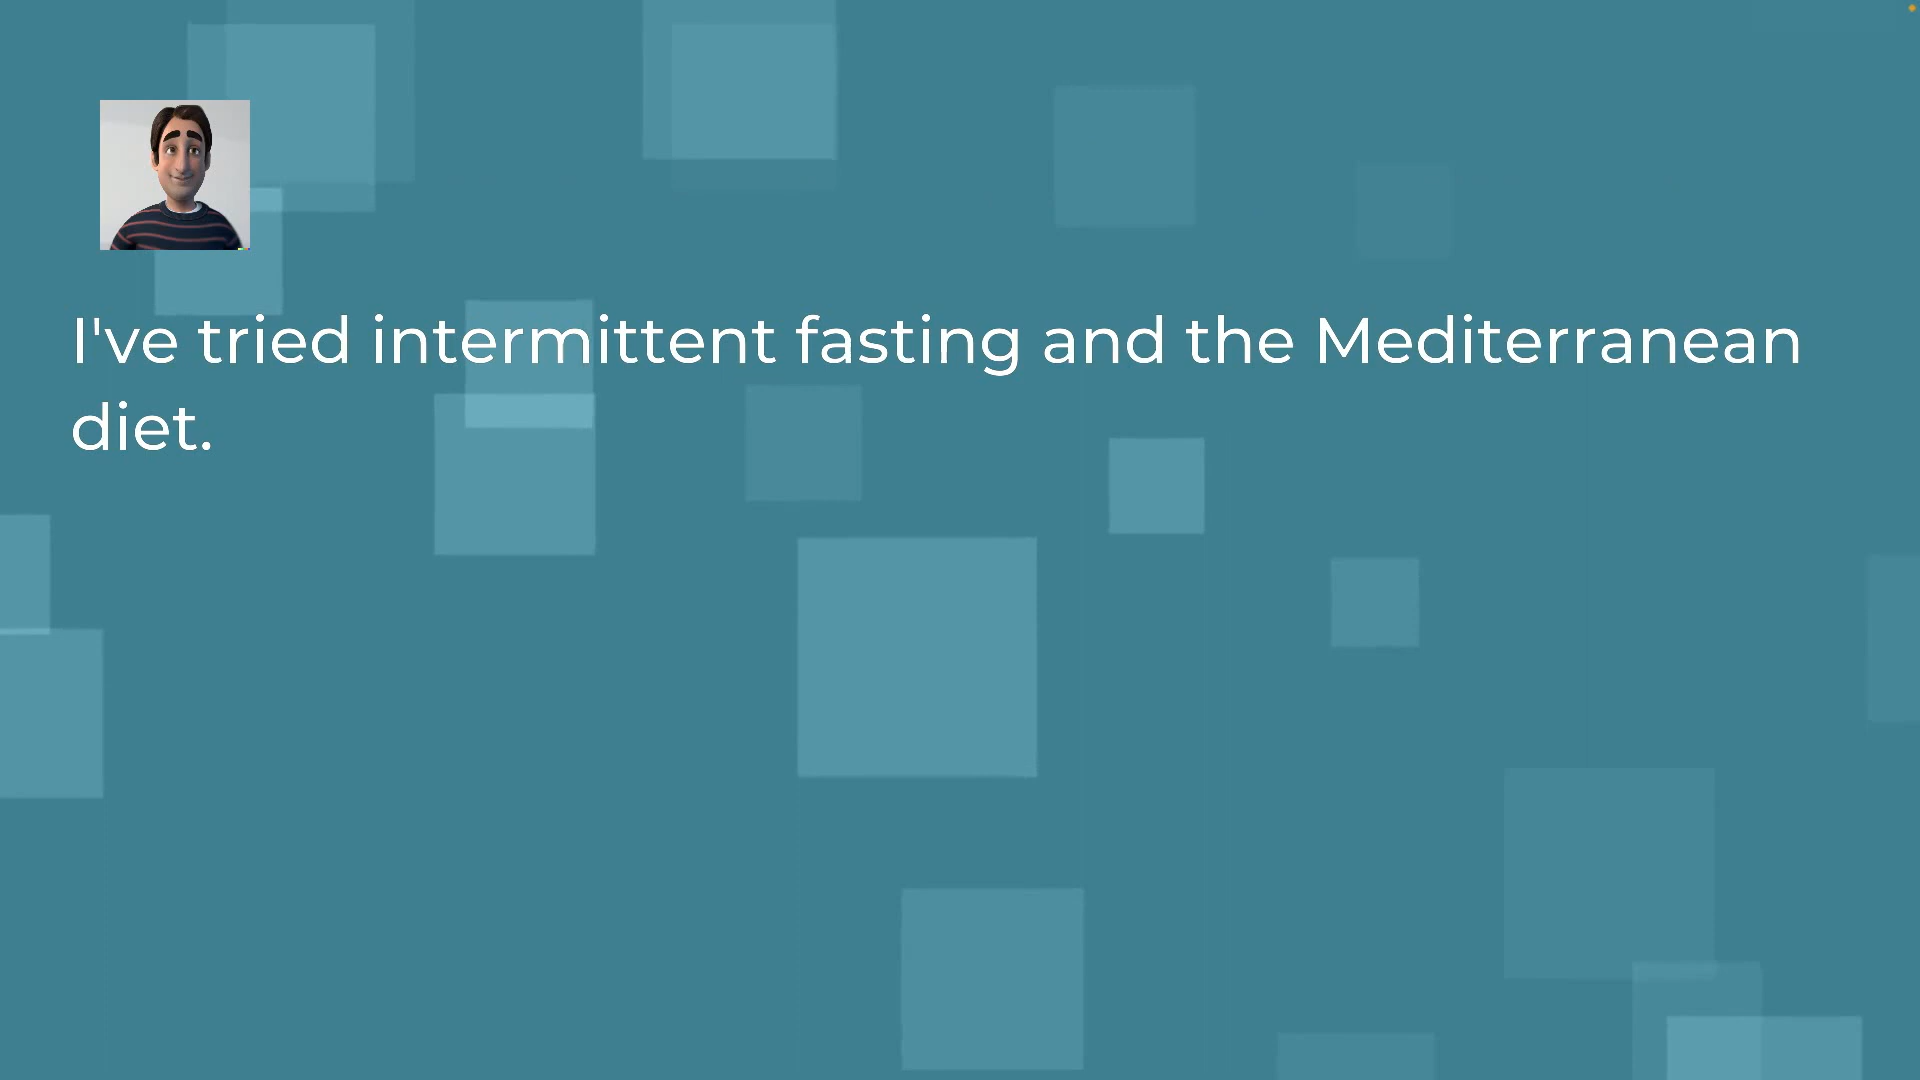 I've tried intermittent fasting and the Mediterranean
diet.